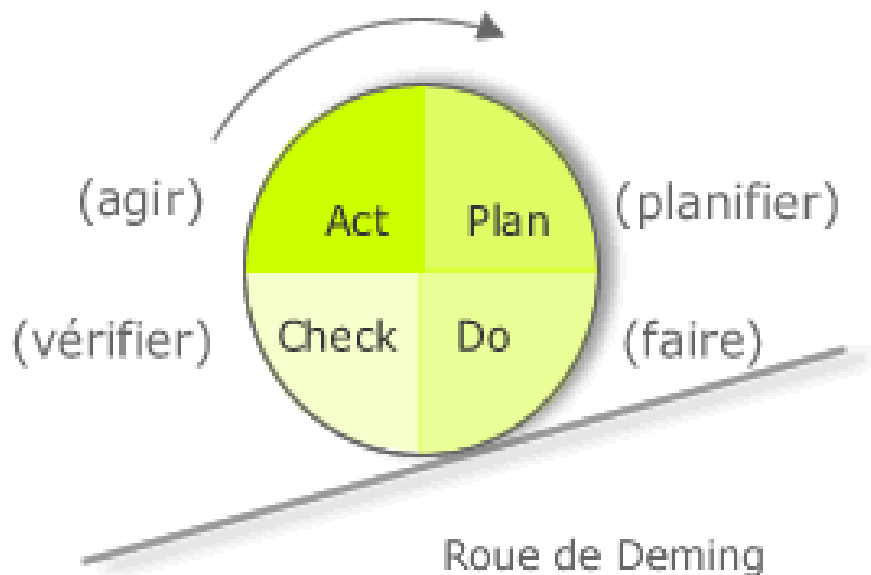 (agir) Act Plan (planifier)
(vérifier) Check Do (faire)
Roue de Deming